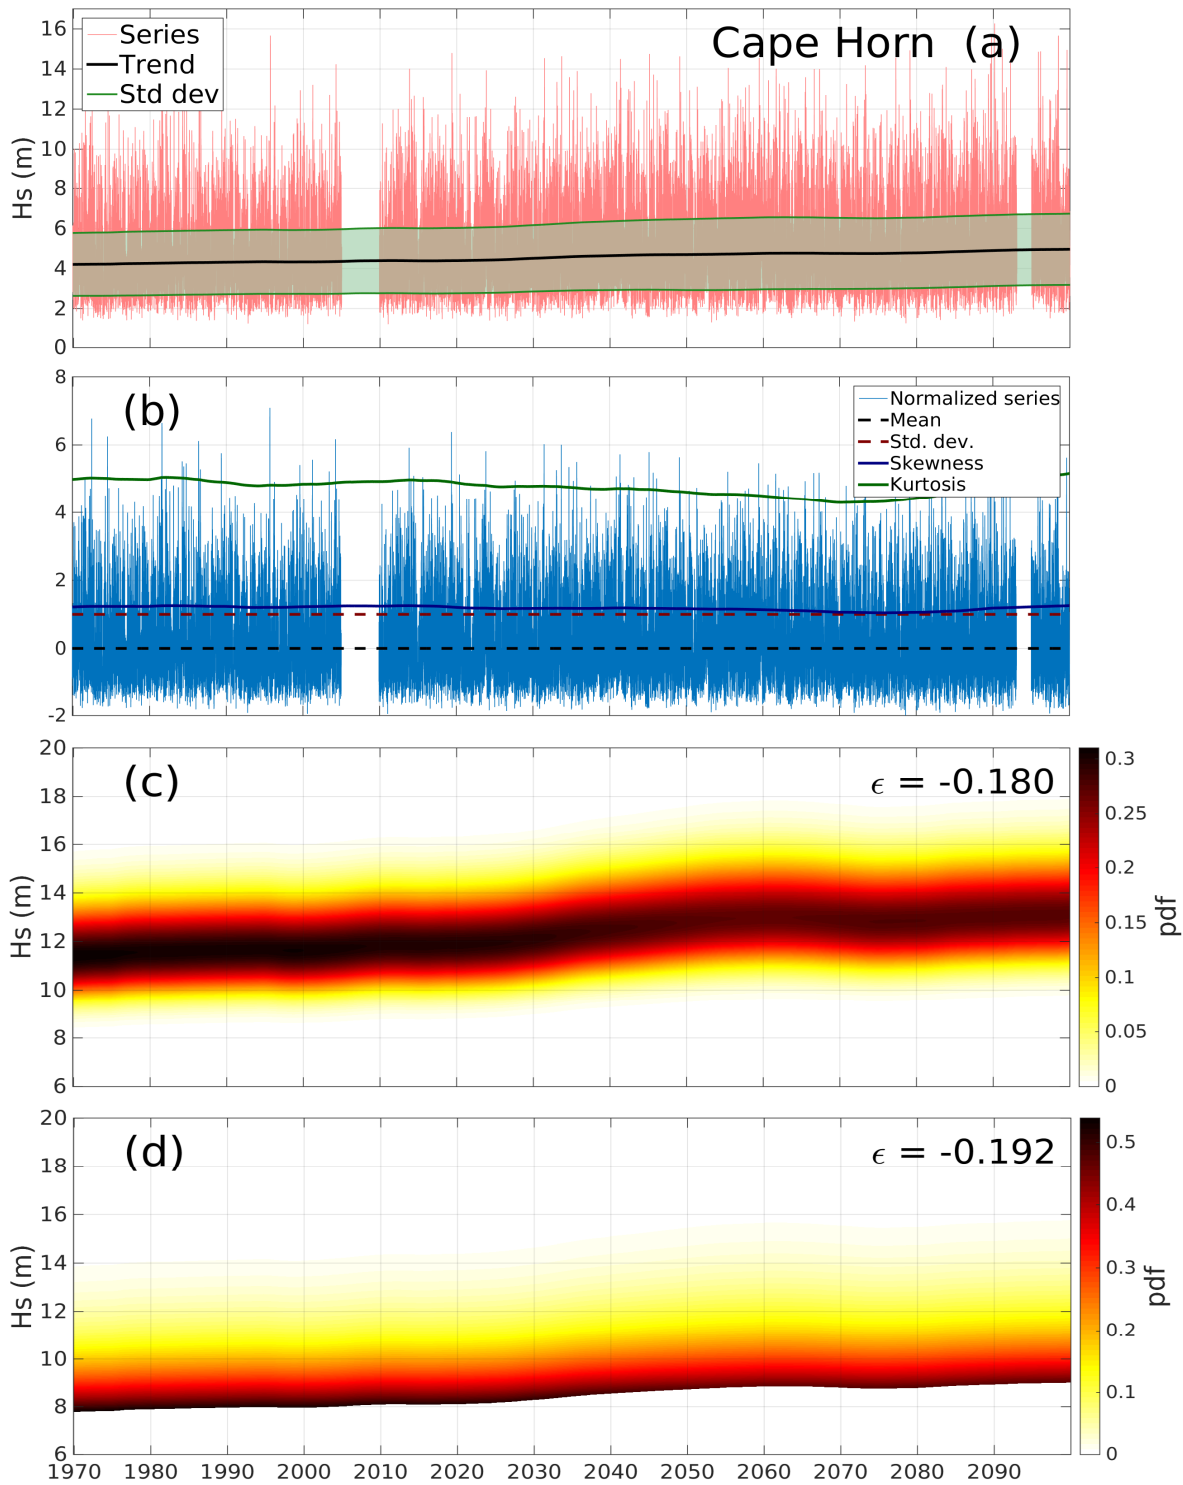 Cape Horn (a)
Series
Trend
Std dev
Hs (m)
16
14
12
10
8
6
4
2
0
(b)
Normalized series
Mean
Std. dev.
Skewness
Kurtosis
8
6
4
2
0
-2
(c)
ϵ = -0.180
Hs (m)
20
18
16
14
12
10
8
6
0.3
0.25
0.2
0.15
0.1
0.05
0
pdf
(d)
ϵ = -0.192
Hs (m)
20
18
16
14
12
10
8
6
0.5
0.4
0.3
0.2
0.1
0
pdf
1970 1980 1990 2000 2010 2020 2030 2040 2050 2060 2070 2080 2090